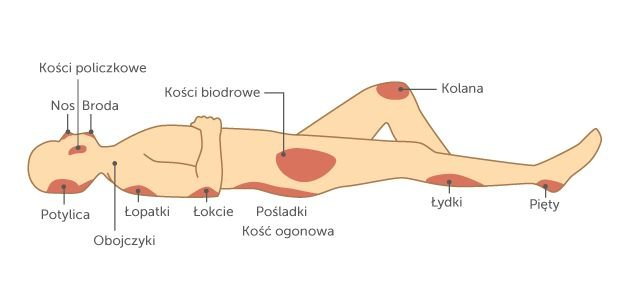 Kości policzkowe
Nos Broda
Kości biodrowe
Kolana
Potylica
Obojczyki
Łopatki
Łokcie
Pośladki
Kość ogonowa
Łydki
Pięty